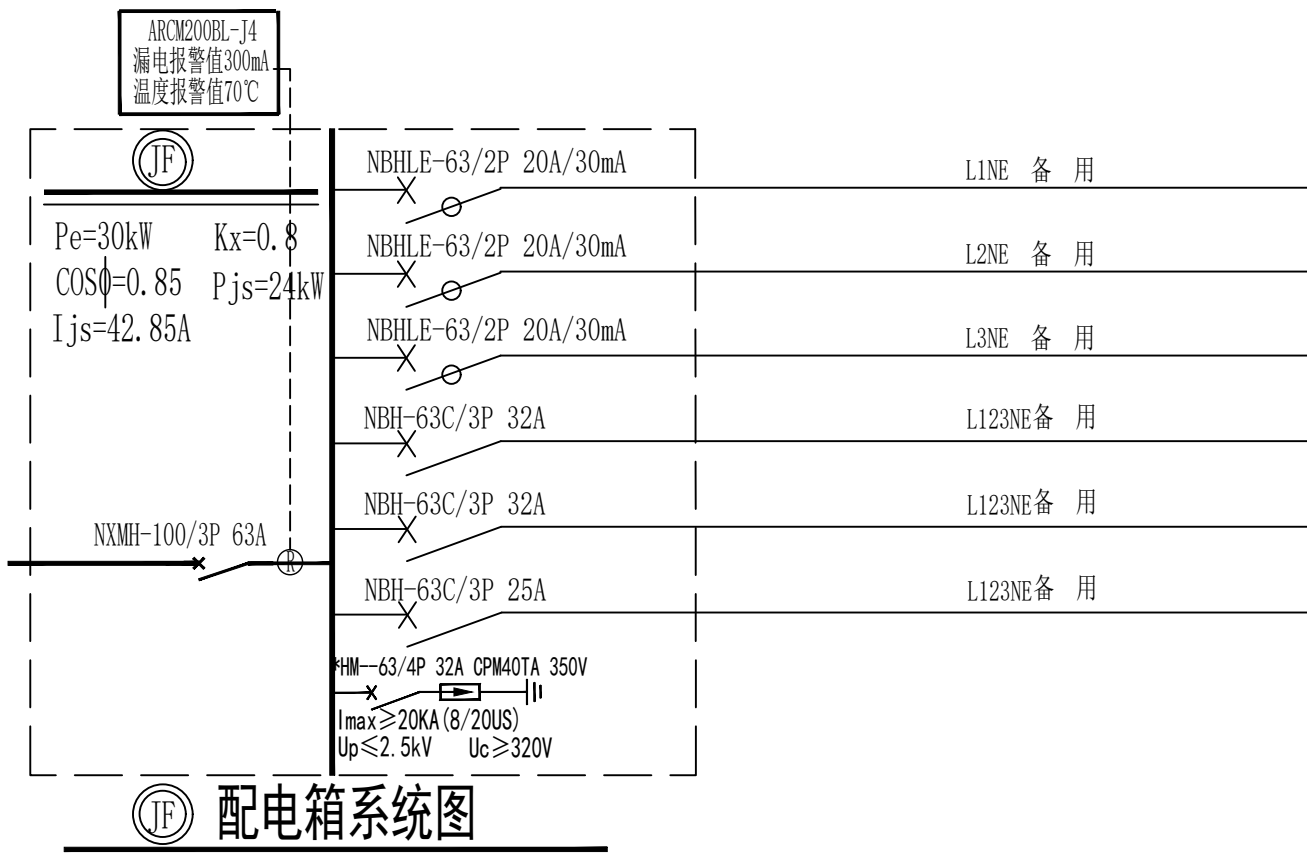 ARCM200BL-J4
漏电报警值300mA
温度报警值70℃
JF
Pe=30kW Kx=0.8
COSφ=0.85 Pjs=24kW
Ijs=42.85A
NXMH-100/3P 63A
R
NBHLE-63/2P 20A/30mA L1NE 备 用
NBHLE-63/2P 20A/30mA L2NE 备 用
NBHLE-63/2P 20A/30mA L3NE 备 用
NBH-63C/3P 32A L123NE备 用
NBH-63C/3P 32A L123NE备 用
NBH-63C/3P 25A L123NE备 用
*HM--63/4P 32A CPM40TA 350V
Imax≥20KA(8/20US)
Up≤2.5kV Uc≥320V
JF 配电箱系统图